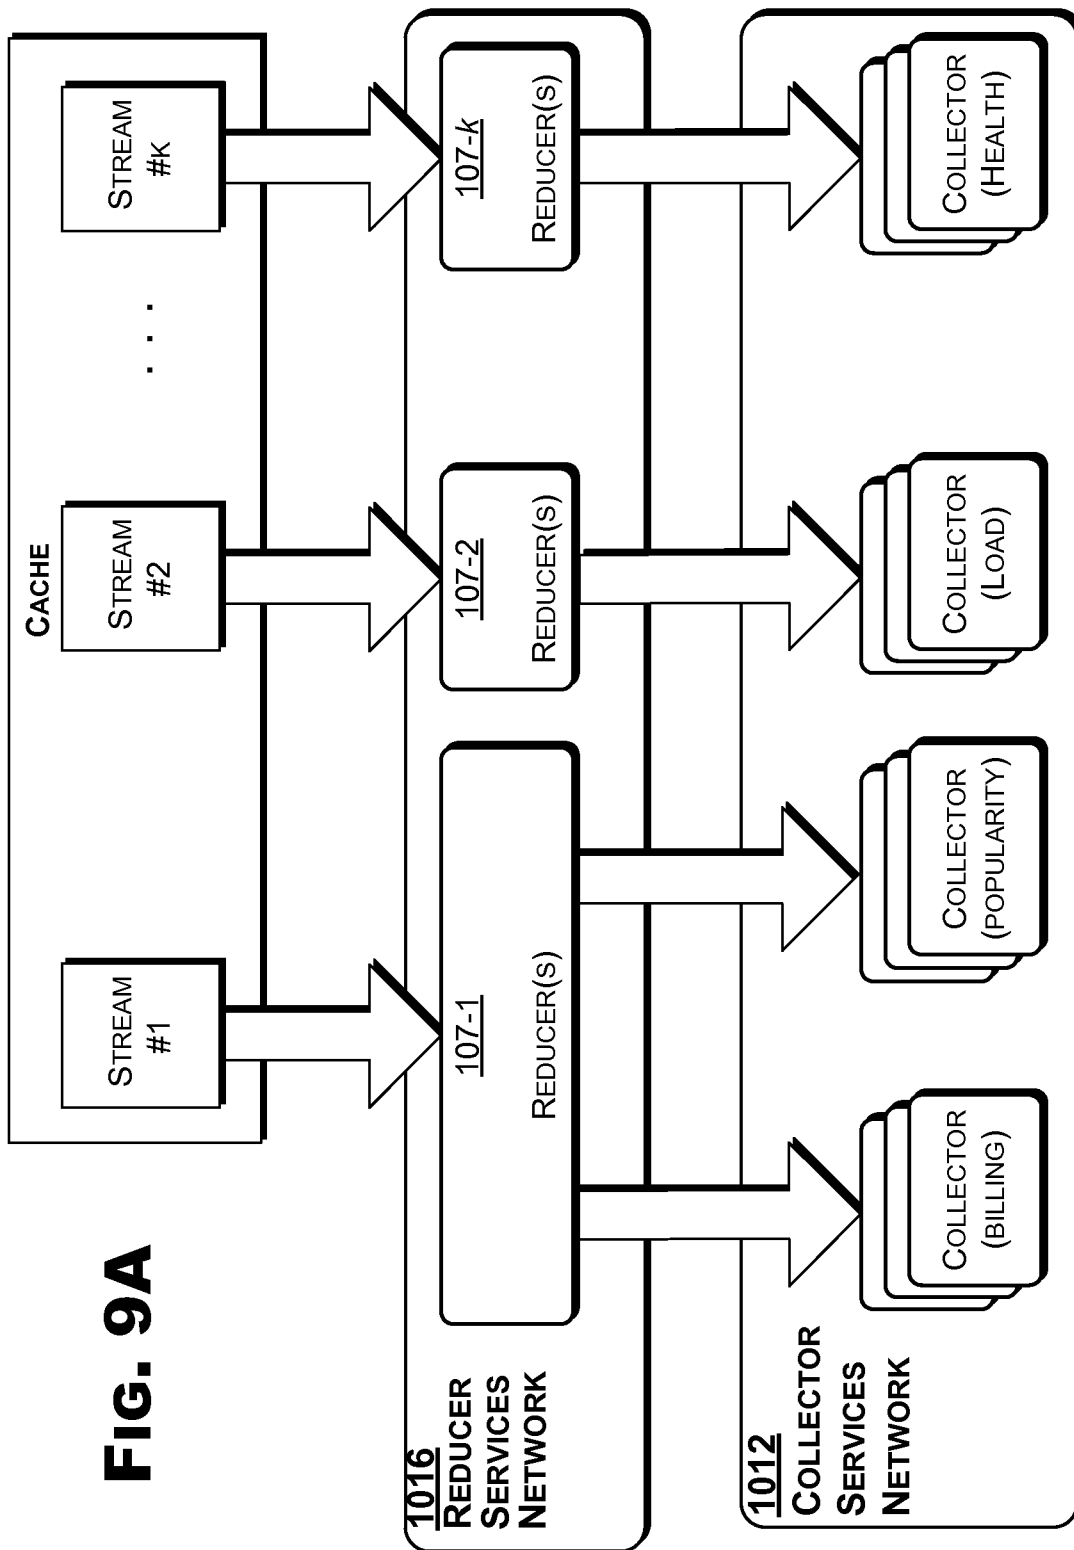 FIG. 9A
CACHE
STREAM
#1
STREAM
#2
. . .
STREAM
#K
1016
REDUCER
SERVICES
NETWORK
107-1
REDUCER(S)
107-2
REDUCER(S)
107-k
REDUCER(S)
1012
COLLECTOR
SERVICES
NETWORK
COLLECTOR
(BILLING)
COLLECTOR
(POPULARITY)
COLLECTOR
(LOAD)
COLLECTOR
(HEALTH)